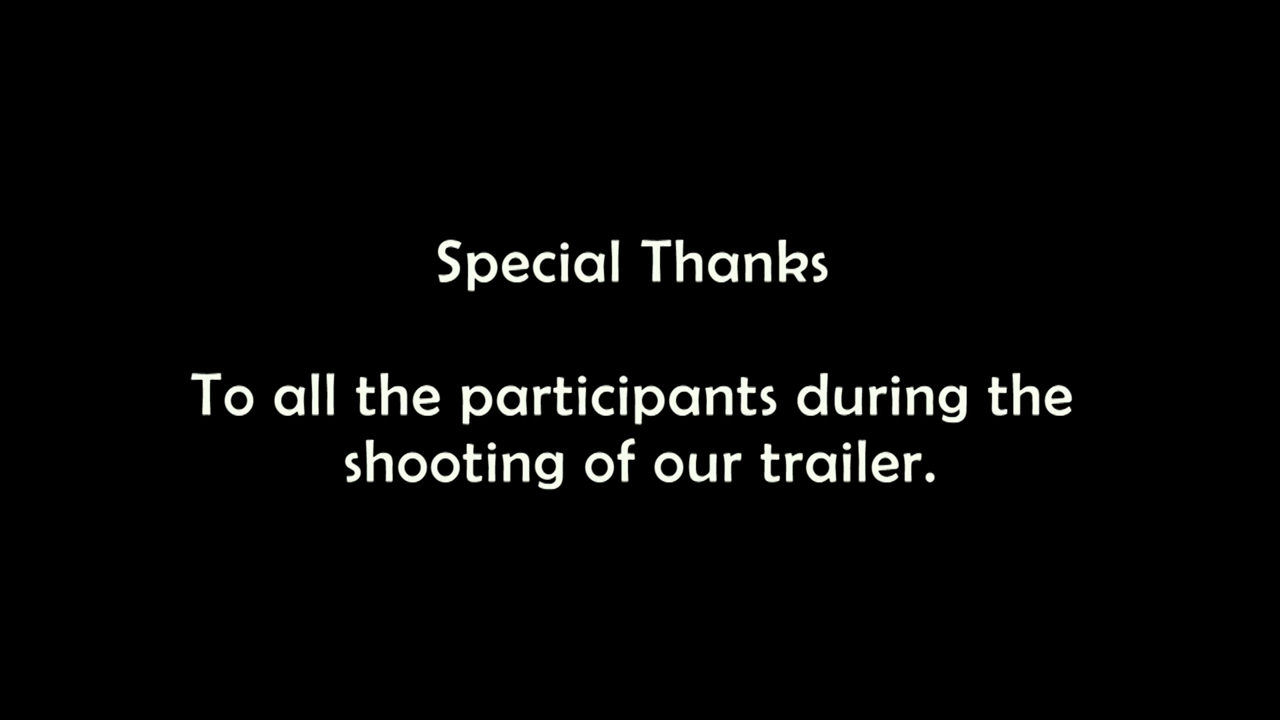 Special Thanks
To all the participants during the
shooting of our trailer.